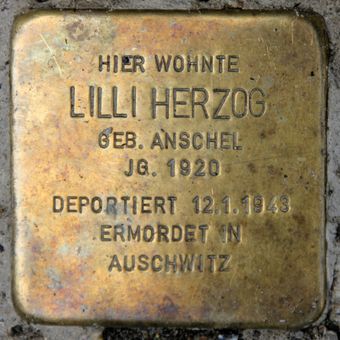 HIER WOHNTE
LILLI HERZOG
GEB. ANSCHEL
JG. 1920
DEPORTIERT 12.1.1943
ERMORDET IN
AUSCHWITZ